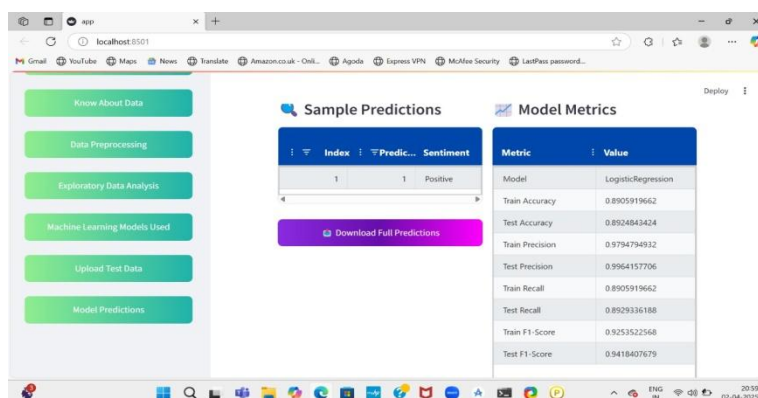 app
localhost:8501
Gmail YouTube Maps News Translate Amazon.co.uk - Onli... Agoda Express VPN McAfee Security LastPass password...
Deploy
Know About Data
Data Preprocessing
Exploratory Data Analysis
Machine Learning Models Used
Upload Test Data
Model Predictions
Sample Predictions
Index Predic... Sentiment
1 1 Positive
Download Full Predictions
Model Metrics
Metric Value
Model LogisticRegression
Train Accuracy 0.8905919662
Test Accuracy 0.8924843424
Train Precision 0.9794794932
Test Precision 0.9964157706
Train Recall 0.8905919662
Test Recall 0.8929336188
Train F1-Score 0.9253522568
Test F1-Score 0.9418407679
ENG
IN
20:59
02-04-2025